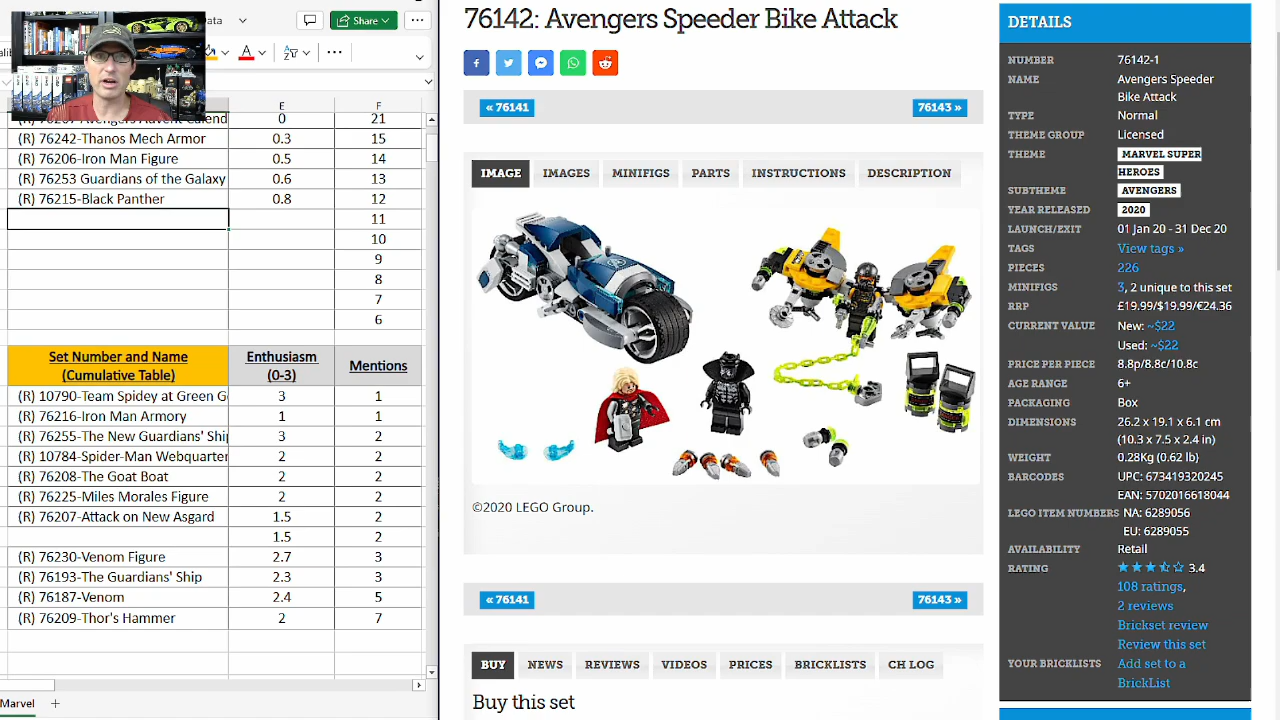 Data
Share
E F
(R) 76267-Avengers Advent Calend 0 21
(R) 76242-Thanos Mech Armor 0.3 15
(R) 76206-Iron Man Figure 0.5 14
(R) 76253 Guardians of the Galaxy 0.6 13
(R) 76215-Black Panther 0.8 12
11
10
9
8
7
6
Set Number and Name Enthusiasm Mentions
(Cumulative Table) (0-3)
(R) 10790-Team Spidey at Green G 3 1
(R) 76216-Iron Man Armory 1 1
(R) 76255-The New Guardians' Ship 3 2
(R) 10784-Spider-Man Webquarter 2 2
(R) 76208-The Goat Boat 2 2
(R) 76225-Miles Morales Figure 2 2
(R) 76207-Attack on New Asgard 1.5 2
1.5 2
(R) 76230-Venom Figure 2.7 3
(R) 76193-The Guardians' Ship 2.3 3
(R) 76187-Venom 2.4 5
(R) 76209-Thor's Hammer 2 7
Marvel +
76142: Avengers Speeder Bike Attack
« 76141 76143 »
IMAGE IMAGES MINIFIGS PARTS INSTRUCTIONS DESCRIPTION
©2020 LEGO Group.
« 76141 76143 »
BUY NEWS REVIEWS VIDEOS PRICES BRICKLISTS CH LOG
Buy this set
DETAILS
NUMBER 76142-1
NAME Avengers Speeder
Bike Attack
TYPE Normal
THEME GROUP Licensed
THEME MARVEL SUPER
HEROES
SUBTHEME AVENGERS
YEAR RELEASED 2020
LAUNCH/EXIT 01 Jan 20 - 31 Dec 20
TAGS View tags »
PIECES 226
MINIFIGS 3, 2 unique to this set
RRP £19.99/$19.99/€24.36
CURRENT VALUE New: ~$22
Used: ~$22
PRICE PER PIECE 8.8p/8.8c/10.8c
AGE RANGE 6+
PACKAGING Box
DIMENSIONS 26.2 x 19.1 x 6.1 cm
(10.3 x 7.5 x 2.4 in)
WEIGHT 0.28Kg (0.62 lb)
BARCODES UPC: 673419320245
EAN: 5702016618044
LEGO ITEM NUMBERS NA: 6289056
EU: 6289055
AVAILABILITY Retail
RATING 3.4
108 ratings,
2 reviews
Brickset review
Review this set
YOUR BRICKLISTS Add set to a
BrickList